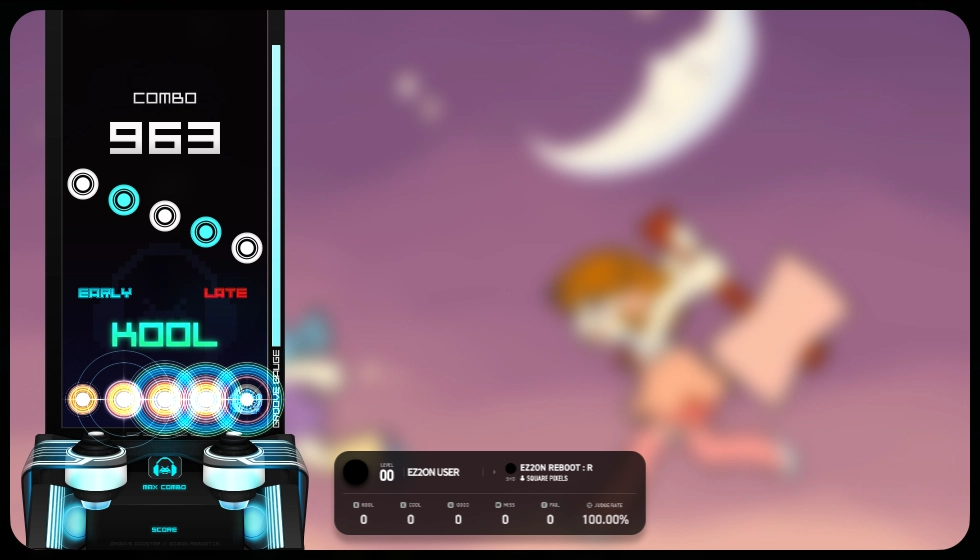 COMBO
963
EARLY LATE
KOOL
GROOVE GAUGE
MAX COMBO
SCORE
LEVEL
00 EZ2ON USER
EZ2ON REBOOT : R
SQUARE PIXELS
KOOL COOL GOOD MISS FAIL JUDGE RATE
0 0 0 0 0 100.00%